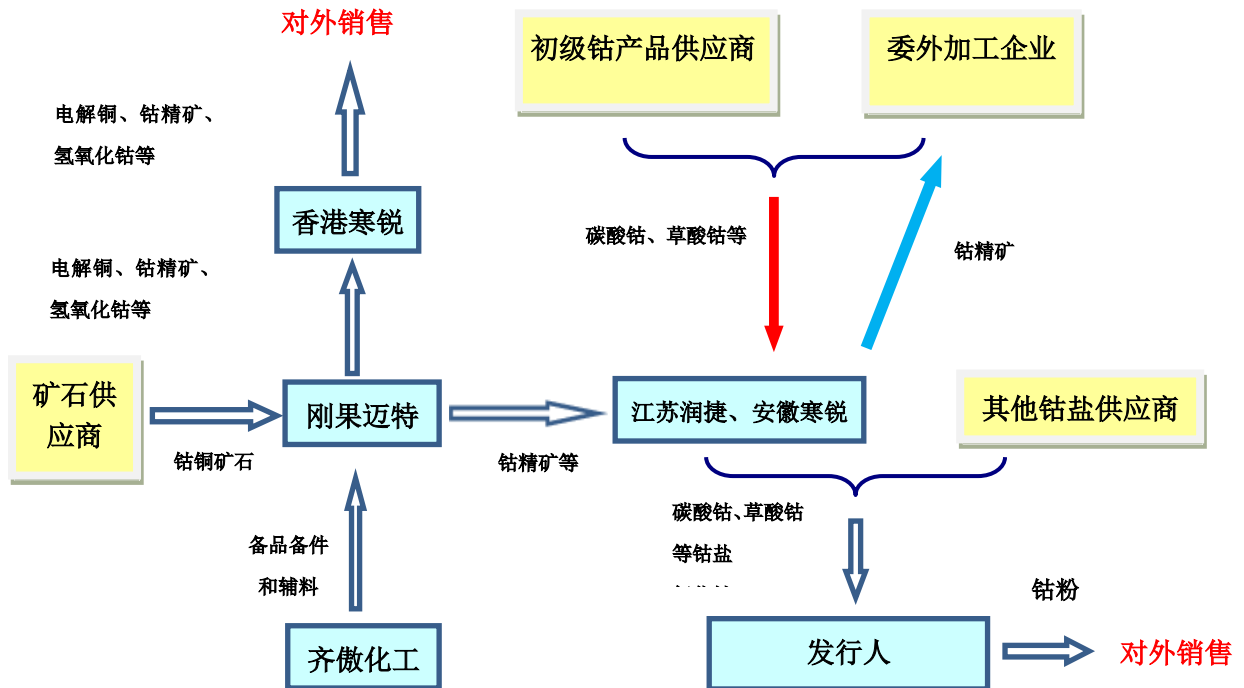 对外销售
初级钴产品供应商
委外加工企业
电解铜、钴精矿、
氢氧化钴等
香港寒锐
碳酸钴、草酸钴等
钴精矿
电解铜、钴精矿、
氢氧化钴等
矿石供
应商
刚果迈特
江苏润捷、安徽寒锐
其他钴盐供应商
钴铜矿石
钴精矿等
碳酸钴、草酸钴
等钴盐
备品备件
和辅料
钴粉
齐傲化工
发行人
对外销售